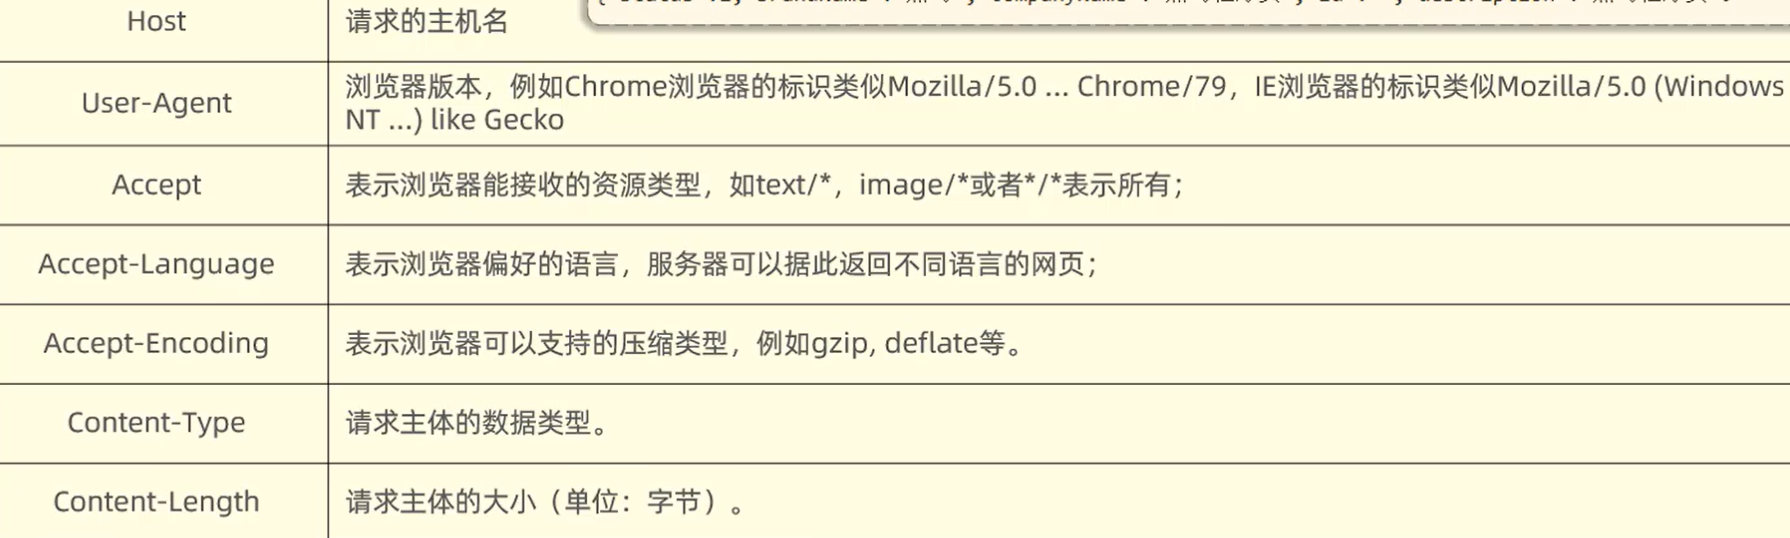 Host
请求的主机名
User-Agent
浏览器版本，例如Chrome浏览器的标识类似Mozilla/5.0 ... Chrome/79，IE浏览器的标识类似Mozilla/5.0 (Windows
NT ...) like Gecko
Accept
表示浏览器能接收的资源类型，如text/*，image/*或者*/*表示所有；
Accept-Language
表示浏览器偏好的语言，服务器可以据此返回不同语言的网页；
Accept-Encoding
表示浏览器可以支持的压缩类型，例如gzip, deflate等。
Content-Type
请求主体的数据类型。
Content-Length
请求主体的大小（单位：字节）。